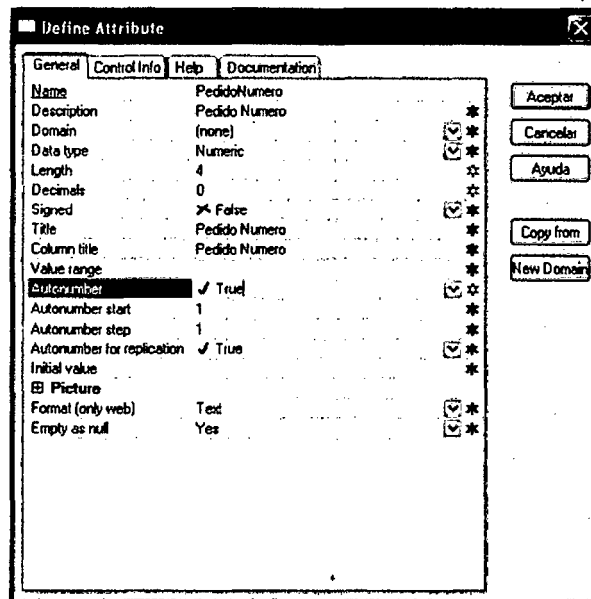 Define Attribute
General Control Info Help Documentation
Name PedidoNumero
Description Pedido Numero
Domain (none)
Data type Numeric
Length 4
Decimals 0
Signed False
Title Pedido Numero
Column title Pedido Numero
Value range
Autonumber True
Autonumber start 1
Autonumber step 1
Autonumber for replication True
Initial value
Picture
Format (only web) Text
Empty as null Yes
Aceptar
Cancelar
Ayuda
Copy from
New Domain